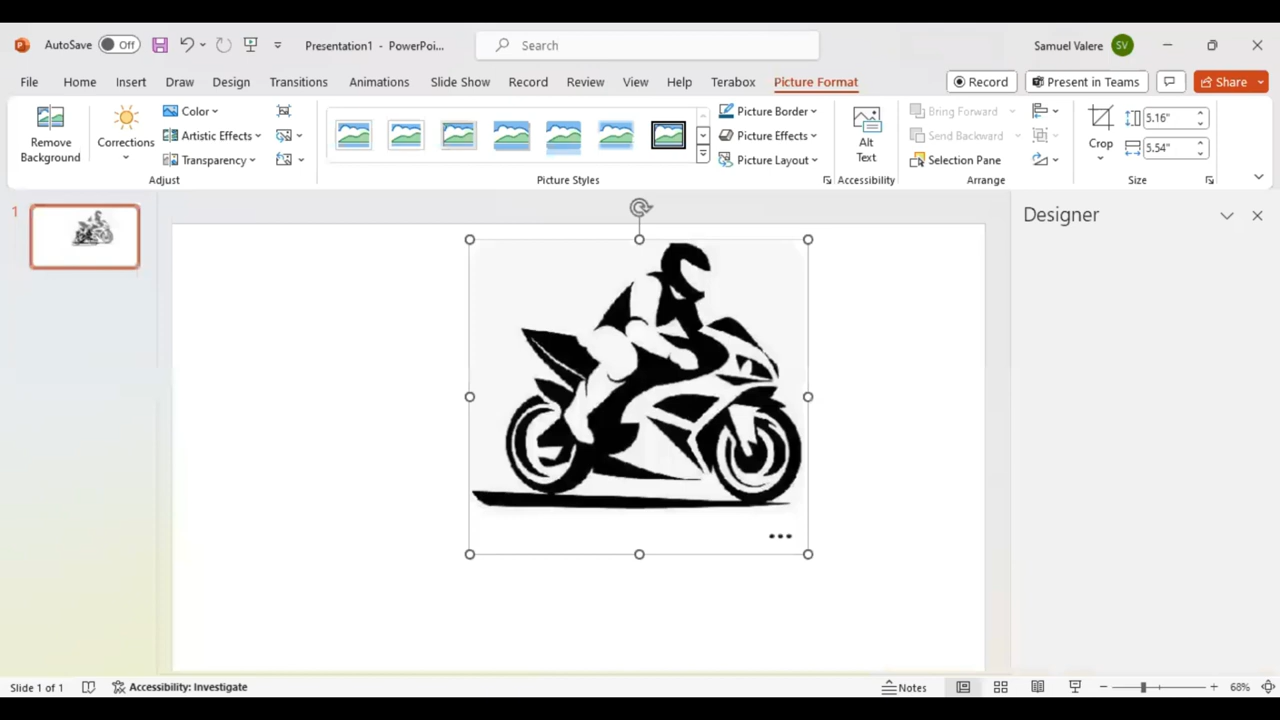 AutoSave Off Presentation1 - PowerPoi... Search Samuel Valere SV
File Home Insert Draw Design Transitions Animations Slide Show Record Review View Help Terabox Picture Format Record Present in Teams Share
Remove Background
Corrections
Color
Artistic Effects
Transparency
Adjust
Picture Styles
Picture Border
Picture Effects
Picture Layout
Alt Text
Accessibility
Bring Forward
Send Backward
Selection Pane
Arrange
Crop
5.16"
5.54"
Size
1
Designer
Slide 1 of 1 Accessibility: Investigate Notes 68%